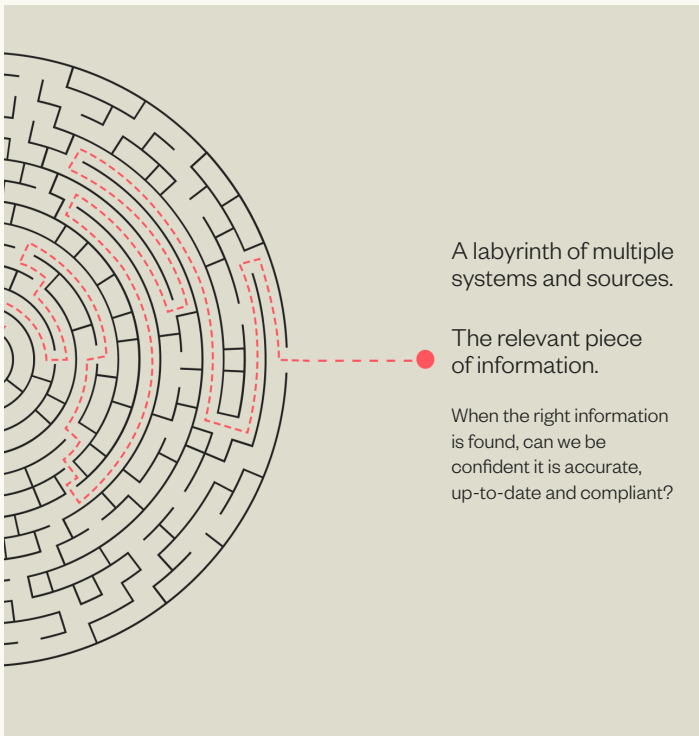 A labyrinth of multiple
systems and sources.
The relevant piece
of information.
When the right information
is found, can we be
confident it is accurate,
up-to-date and compliant?